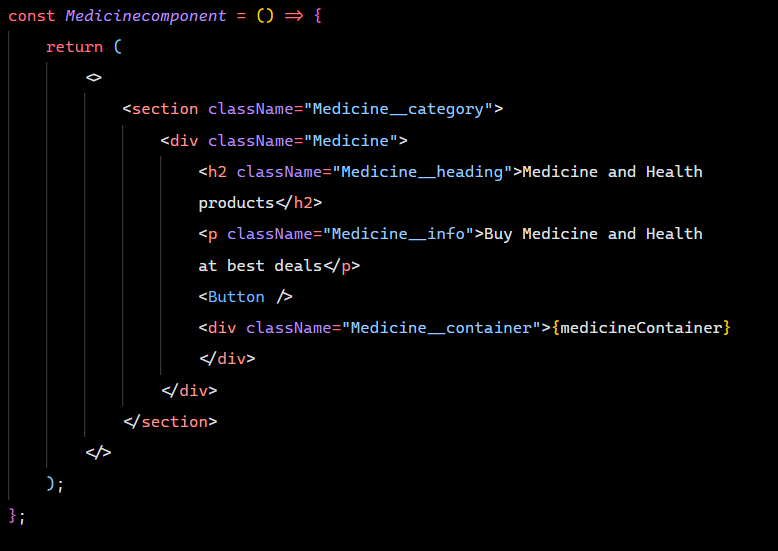 const Medicinecomponent = () => {
    return (
        <>
            <section className="Medicine__category">
                <div className="Medicine">
                    <h2 className="Medicine__heading">Medicine and Health
                    products</h2>
                    <p className="Medicine__info">Buy Medicine and Health
                    at best deals</p>
                    <Button />
                    <div className="Medicine__container">{medicineContainer}
                    </div>
                </div>
            </section>
        </>
    );
};